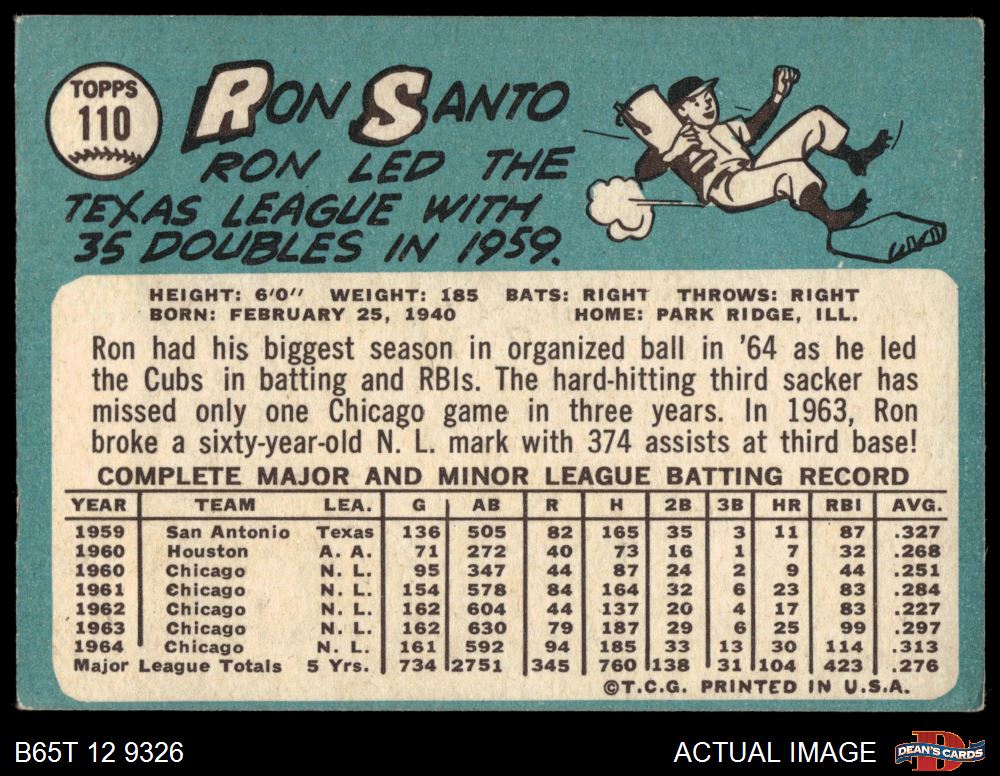 TOPPS
110
RON SANTO
RON LED THE
TEXAS LEAGUE WITH
35 DOUBLES IN 1959.
HEIGHT: 6'0" WEIGHT: 185 BATS: RIGHT THROWS: RIGHT
BORN: FEBRUARY 25, 1940 HOME: PARK RIDGE, ILL.
Ron had his biggest season in organized ball in '64 as he led
the Cubs in batting and RBIs. The hard-hitting third sacker has
missed only one Chicago game in three years. In 1963, Ron
broke a sixty-year-old N. L. mark with 374 assists at third base!
COMPLETE MAJOR AND MINOR LEAGUE BATTING RECORD
YEAR TEAM LEA. G AB R H 2B 3B HR RBI AVG.
1959 San Antonio Texas 136 505 82 165 35 3 11 87 .327
1960 Houston A. A. 71 272 40 73 16 1 7 32 .268
1960 Chicago N. L. 95 347 44 87 24 2 9 44 .251
1961 Chicago N. L. 154 578 84 164 32 6 23 83 .284
1962 Chicago N. L. 162 604 44 137 20 4 17 83 .227
1963 Chicago N. L. 162 630 79 187 29 6 25 99 .297
1964 Chicago N. L. 161 592 94 185 33 13 30 114 .313
Major League Totals 5 Yrs. 734 2751 345 760 138 31 104 423 .276
©T.C.G. PRINTED IN U.S.A.
B65T 12 9326 ACTUAL IMAGE DEAN'S CARDS